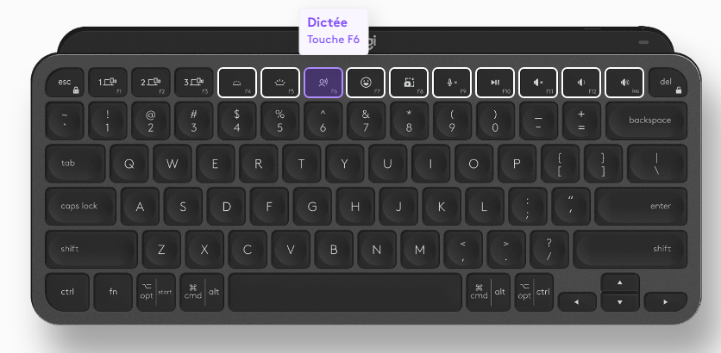 Dictée
Touche F6
gi
esc 1 F1 2 F2 3 F3 F4 F5 F6 F7 F8 F9 F10 F11 F12 del
~ ! @ # $ % ^ & * ( ) _ + backspace
` 1 2 3 4 5 6 7 8 9 0 - =
tab Q W E R T Y U I O P { } |
[ ] \
caps lock A S D F G H J K L : " enter
; '
shift Z X C V B N M < > ? shift
, . /
ctrl fn opt start cmd alt cmd alt opt ctrl